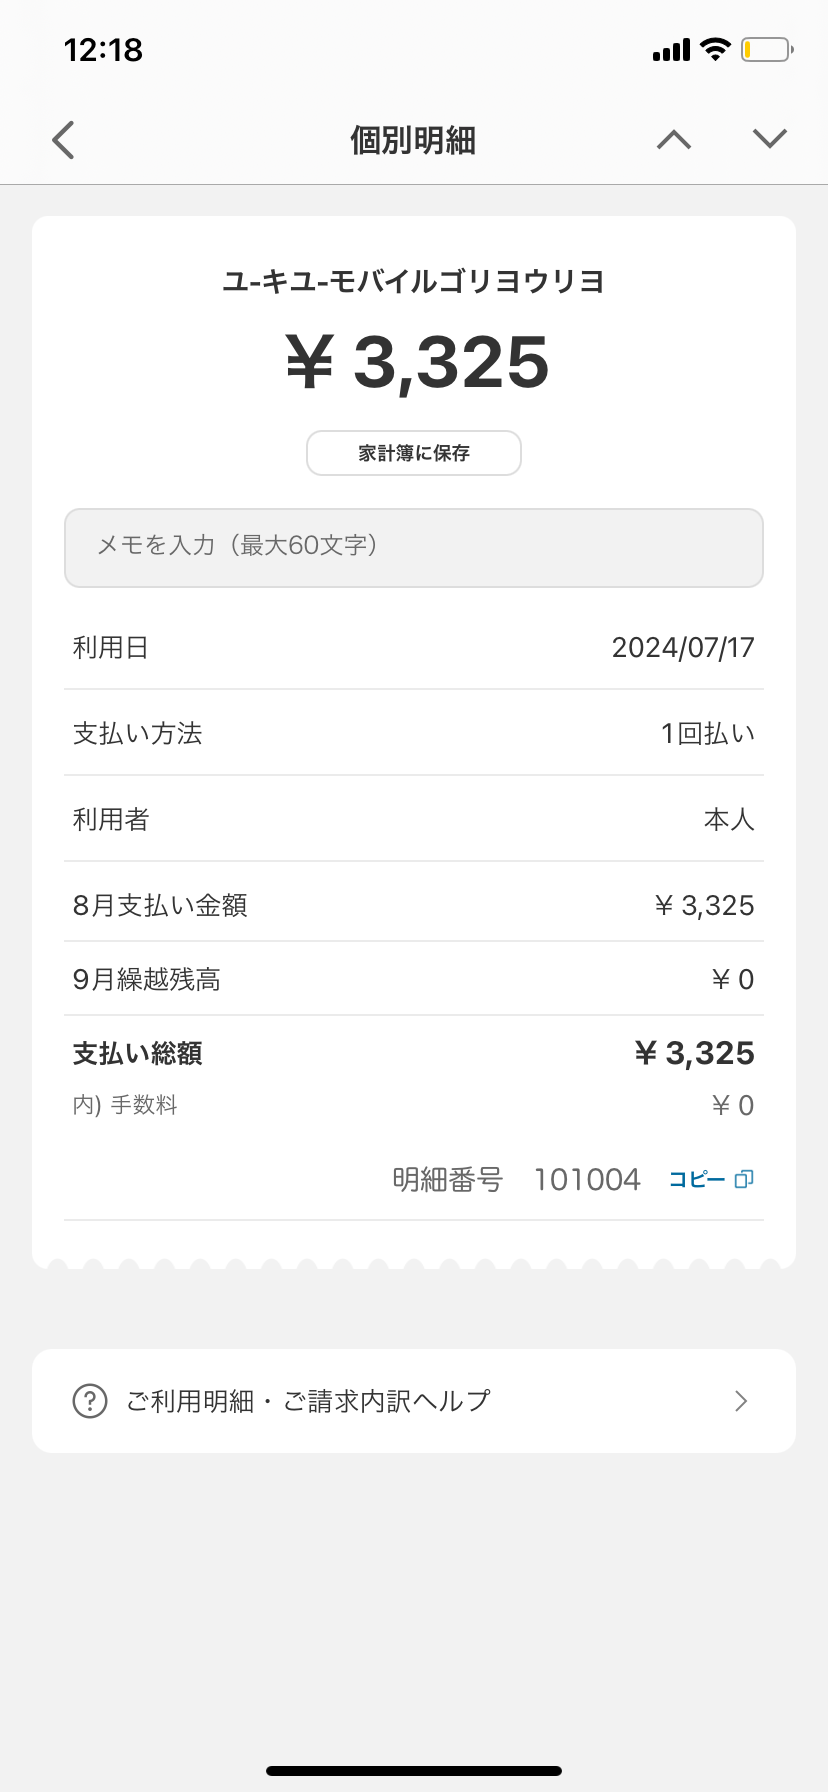 12:18
個別明細
ユ-キユ-モバイルゴリヨウリヨ
¥ 3,325
家計簿に保存
メモを入力（最大60文字）
利用日 2024/07/17
支払い方法 1回払い
利用者 本人
8月支払い金額 ¥ 3,325
9月繰越残高 ¥ 0
支払い総額 ¥ 3,325
内) 手数料 ¥ 0
明細番号 101004 コピー
ご利用明細・ご請求内訳ヘルプ